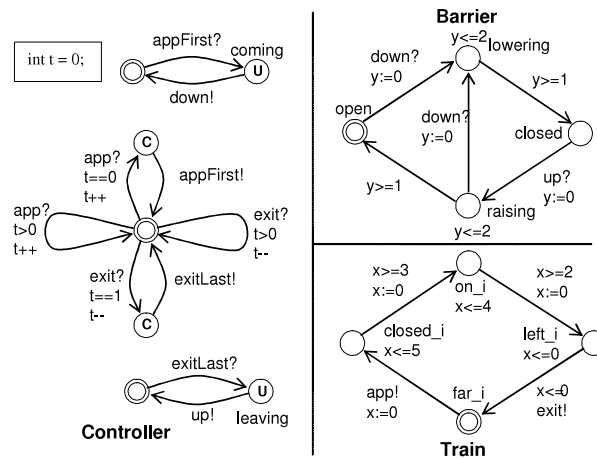 int t = 0;
appFirst?
coming
U
down!
C
app?
t==0
t++
appFirst!
app?
t>0
t++
exit?
t>0
t--
exit?
t==1
t--
exitLast!
C
exitLast?
U
up!
leaving
Controller
Barrier
y<=2
lowering
down?
y:=0
y>=1
open
down?
y:=0
closed
y>=1
up?
y:=0
raising
y<=2
x>=3
x:=0
on_i
x<=4
x>=2
x:=0
closed_i
x<=5
left_i
x<=0
app!
x:=0
far_i
x<=0
exit!
Train